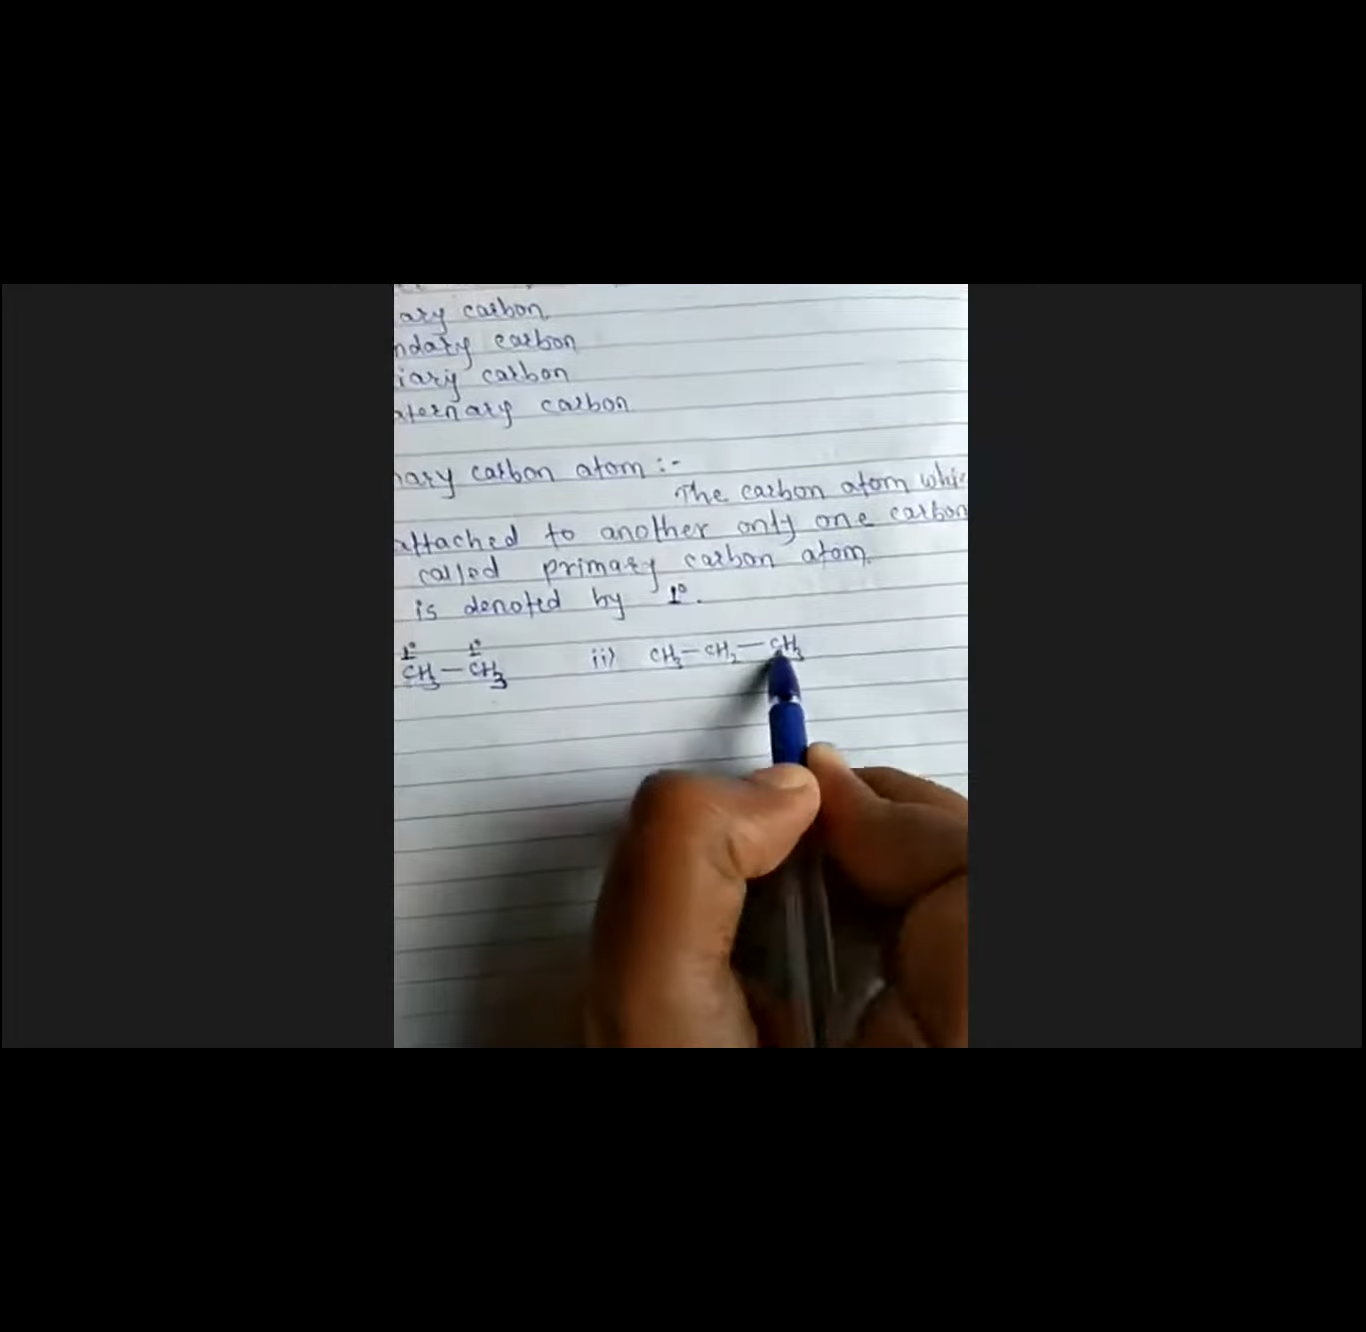 ary carbon
ndary carbon
iary carbon
aternary carbon
nary carbon atom :-
The carbon atom whic
attached to another only one carbon
called primary carbon atom.
is denoted by 1°.
1° 1°
CH3 — CH3 ii) CH3 — CH2 — CH3